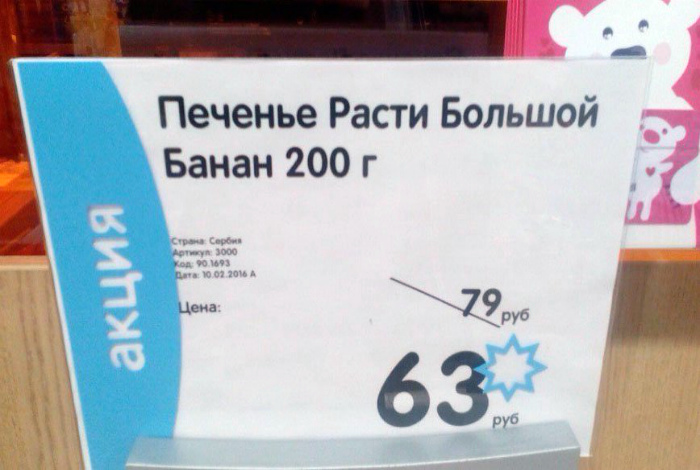 акция
Печенье Расти Большой
Банан 200 г
Страна: Сербия
Артикул: 3000
Код: 90.1693
Дата: 10.02.2016 А
Цена:
79 руб
63 руб